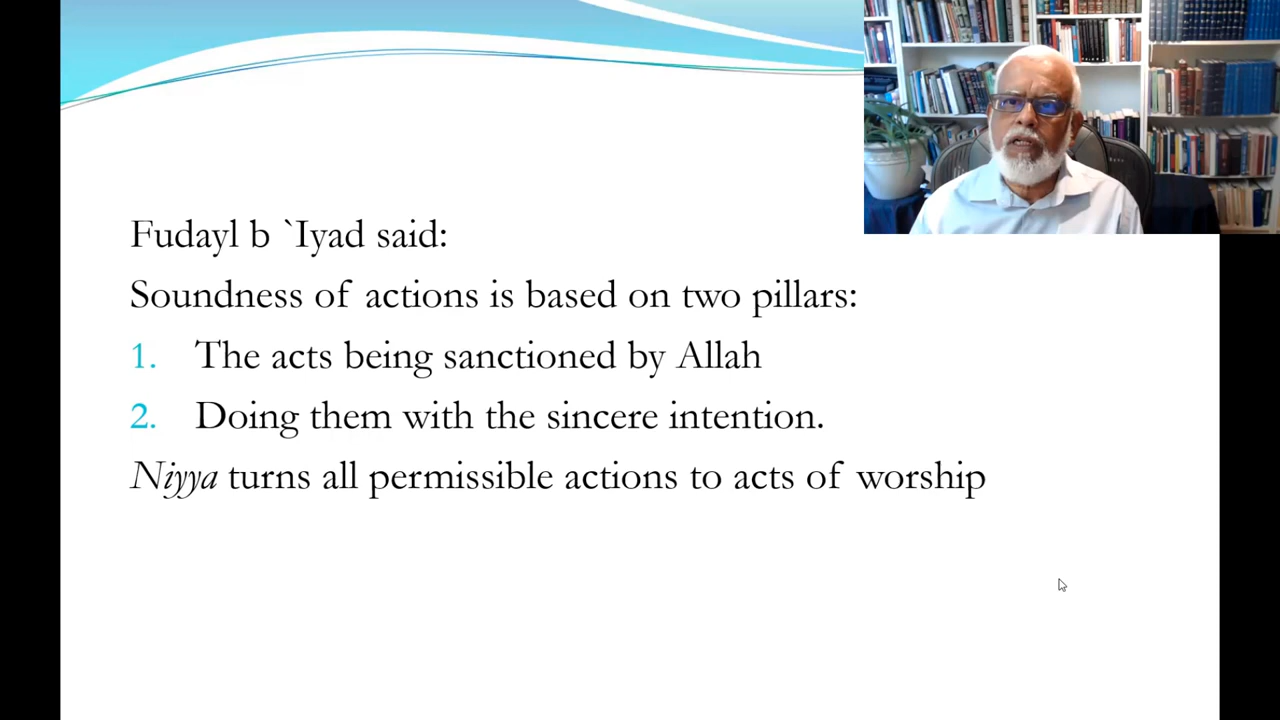 Fudayl b `Iyad said:
Soundness of actions is based on two pillars:
1. The acts being sanctioned by Allah
2. Doing them with the sincere intention.
Niyya turns all permissible actions to acts of worship